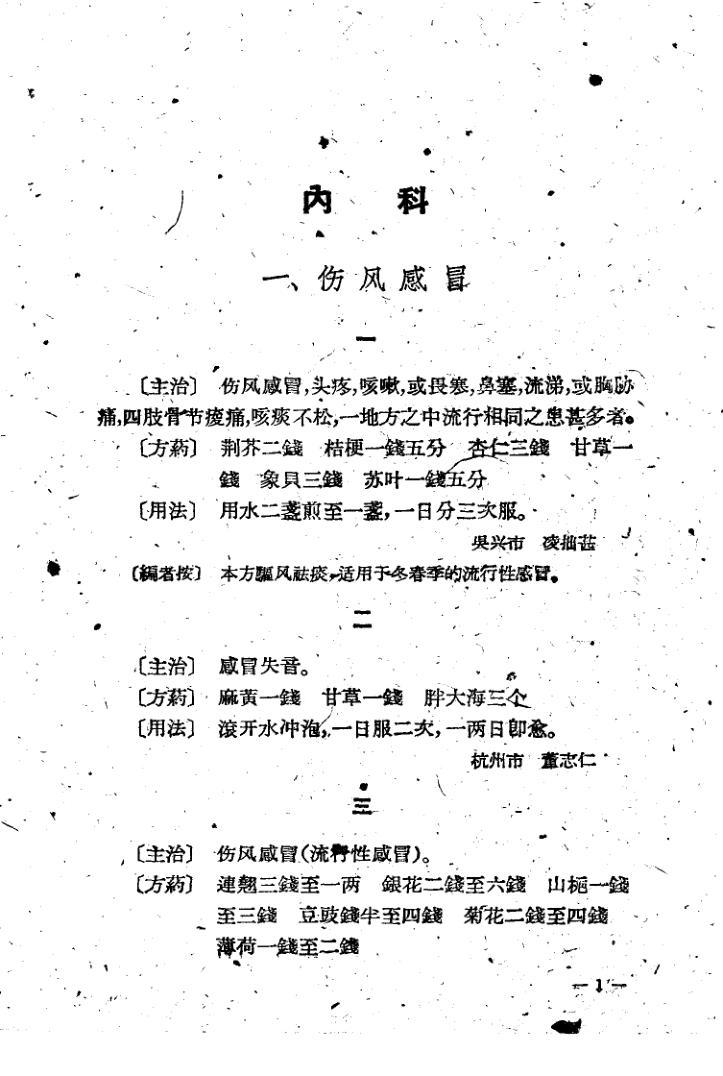 内　科
一、伤风感冒
一
〔主治〕 伤风感冒,头疼,咳嗽,或畏塞,鼻塞,流涕,或胸胁
痛,四肢骨节痠痛,咳痰不松,一地方之中流行相同之患甚多者。
〔方葯〕 荆芥二錢　桔梗一錢五分　杏仁三錢　甘草一
錢　象貝三錢　苏叶一錢五分
〔用法〕 用水二盞煎至一盞,一日分三次服。
吳兴市　凌拙甚
〔編者按〕 本方驅风祛痰,适用于冬春季的流行性感冒。
二
〔主治〕 感冒失音。
〔方葯〕 麻黃一錢　甘草一錢　胖大海三个
〔用法〕 滾开水冲泡,一日服二次,一两日卽愈。
杭州市　董志仁
三
〔主治〕 伤风感冒(流行性感冒)。
〔方葯〕 連翹三錢至一两　銀花二錢至六錢　山梔一錢
至三錢　豆豉錢半至四錢　菊花二錢至四錢
薄荷一錢至二錢
— 1 —